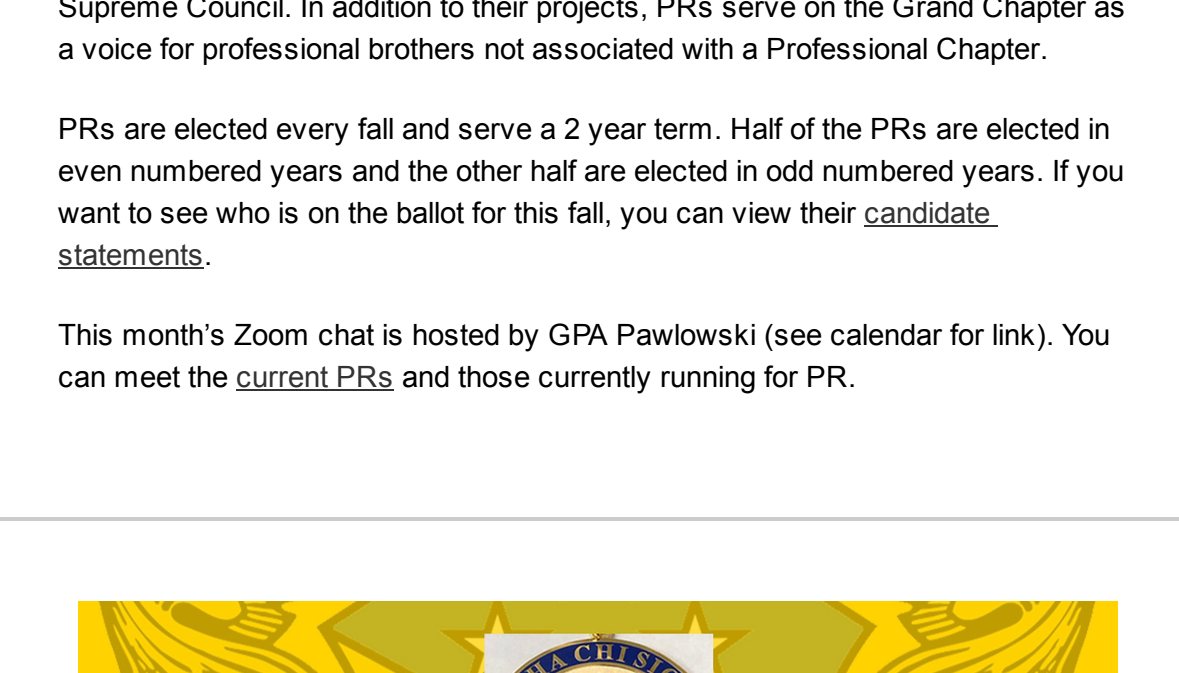 Supreme Council. In addition to their projects, PRs serve on the Grand Chapter as
a voice for professional brothers not associated with a Professional Chapter.
PRs are elected every fall and serve a 2 year term. Half of the PRs are elected in
even numbered years and the other half are elected in odd numbered years. If you
want to see who is on the ballot for this fall, you can view their candidate
statements.
This month’s Zoom chat is hosted by GPA Pawlowski (see calendar for link). You
can meet the current PRs and those currently running for PR.
CHI